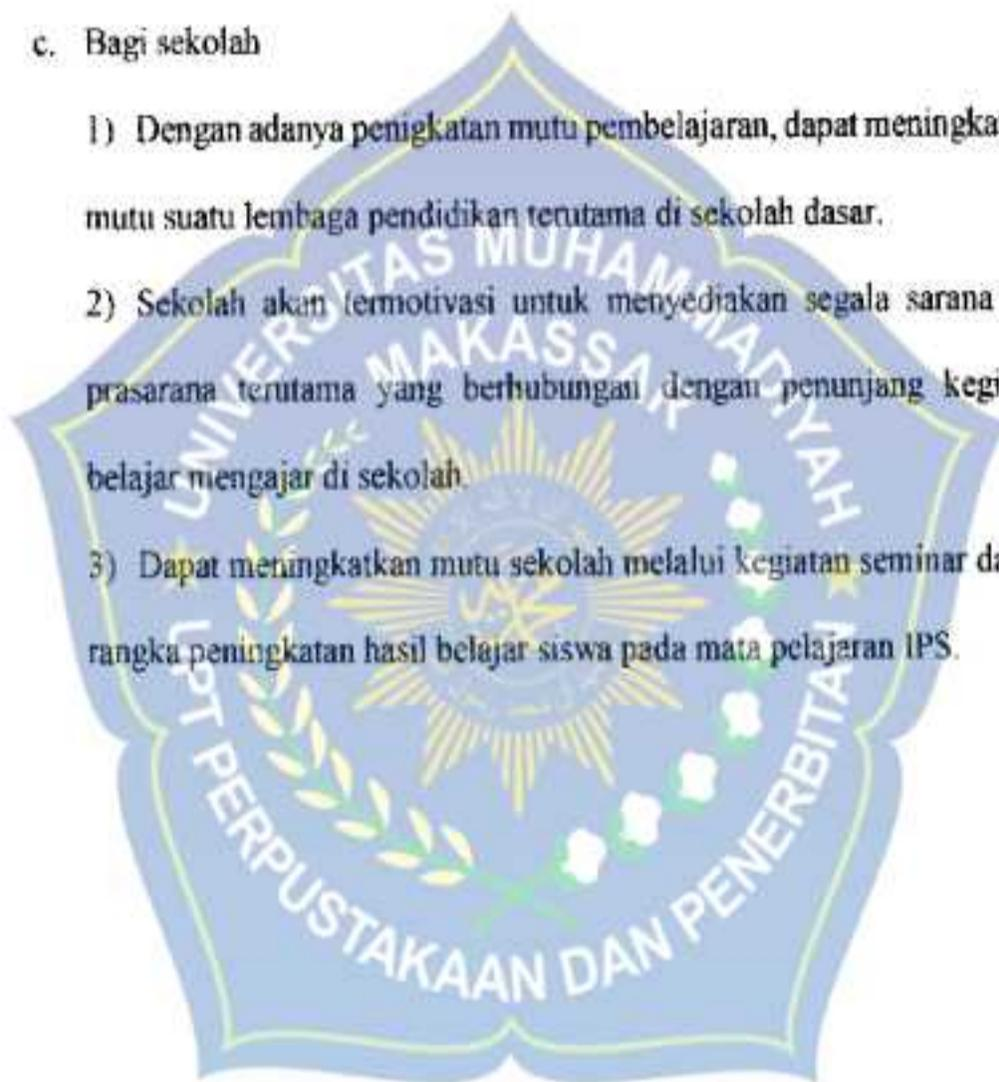 c. Bagi sekolah
1) Dengan adanya penigkatan mutu pembelajaran, dapat meningka
mutu suatu lembaga pendidikan terutama di sekolah dasar.
2) Sekolah akan termotivasi untuk menyediakan segala sarana
prasarana terutama yang berhubungan dengan penunjang kegi
belajar mengajar di sekolah.
3) Dapat meningkatkan mutu sekolah melalui kegiatan seminar da
rangka peningkatan hasil belajar siswa pada mata pelajaran IPS.
UNIVERSITAS MUHAMMADIYAH
MAKASSAR
UPT PERPUSTAKAAN DAN PENERBITAN